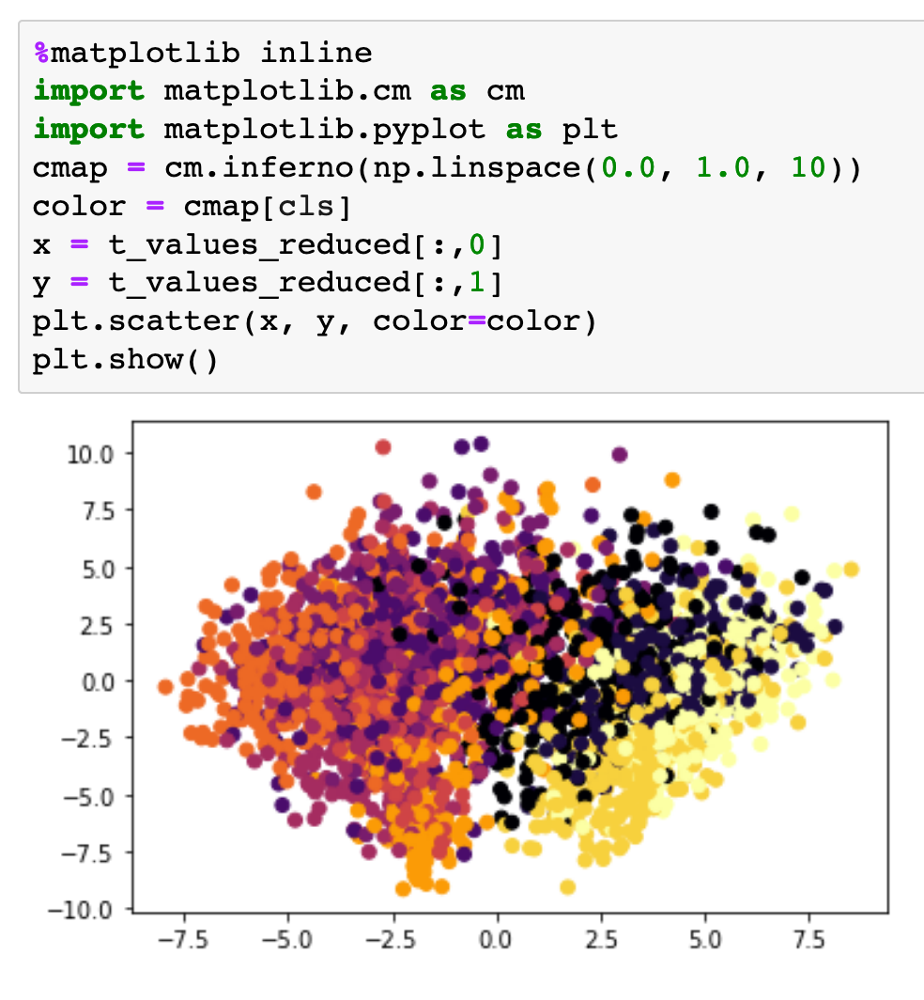 %matplotlib inline
import matplotlib.cm as cm
import matplotlib.pyplot as plt
cmap = cm.inferno(np.linspace(0.0, 1.0, 10))
color = cmap[cls]
x = t_values_reduced[:,0]
y = t_values_reduced[:,1]
plt.scatter(x, y, color=color)
plt.show()
10.0
7.5
5.0
2.5
0.0
−2.5
−5.0
−7.5
−10.0
−7.5 −5.0 −2.5 0.0 2.5 5.0 7.5